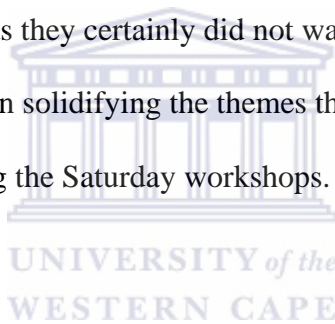 s they certainly did not wa
n solidifying the themes th
g the Saturday workshops.
UNIVERSITY of the
WESTERN CAPE